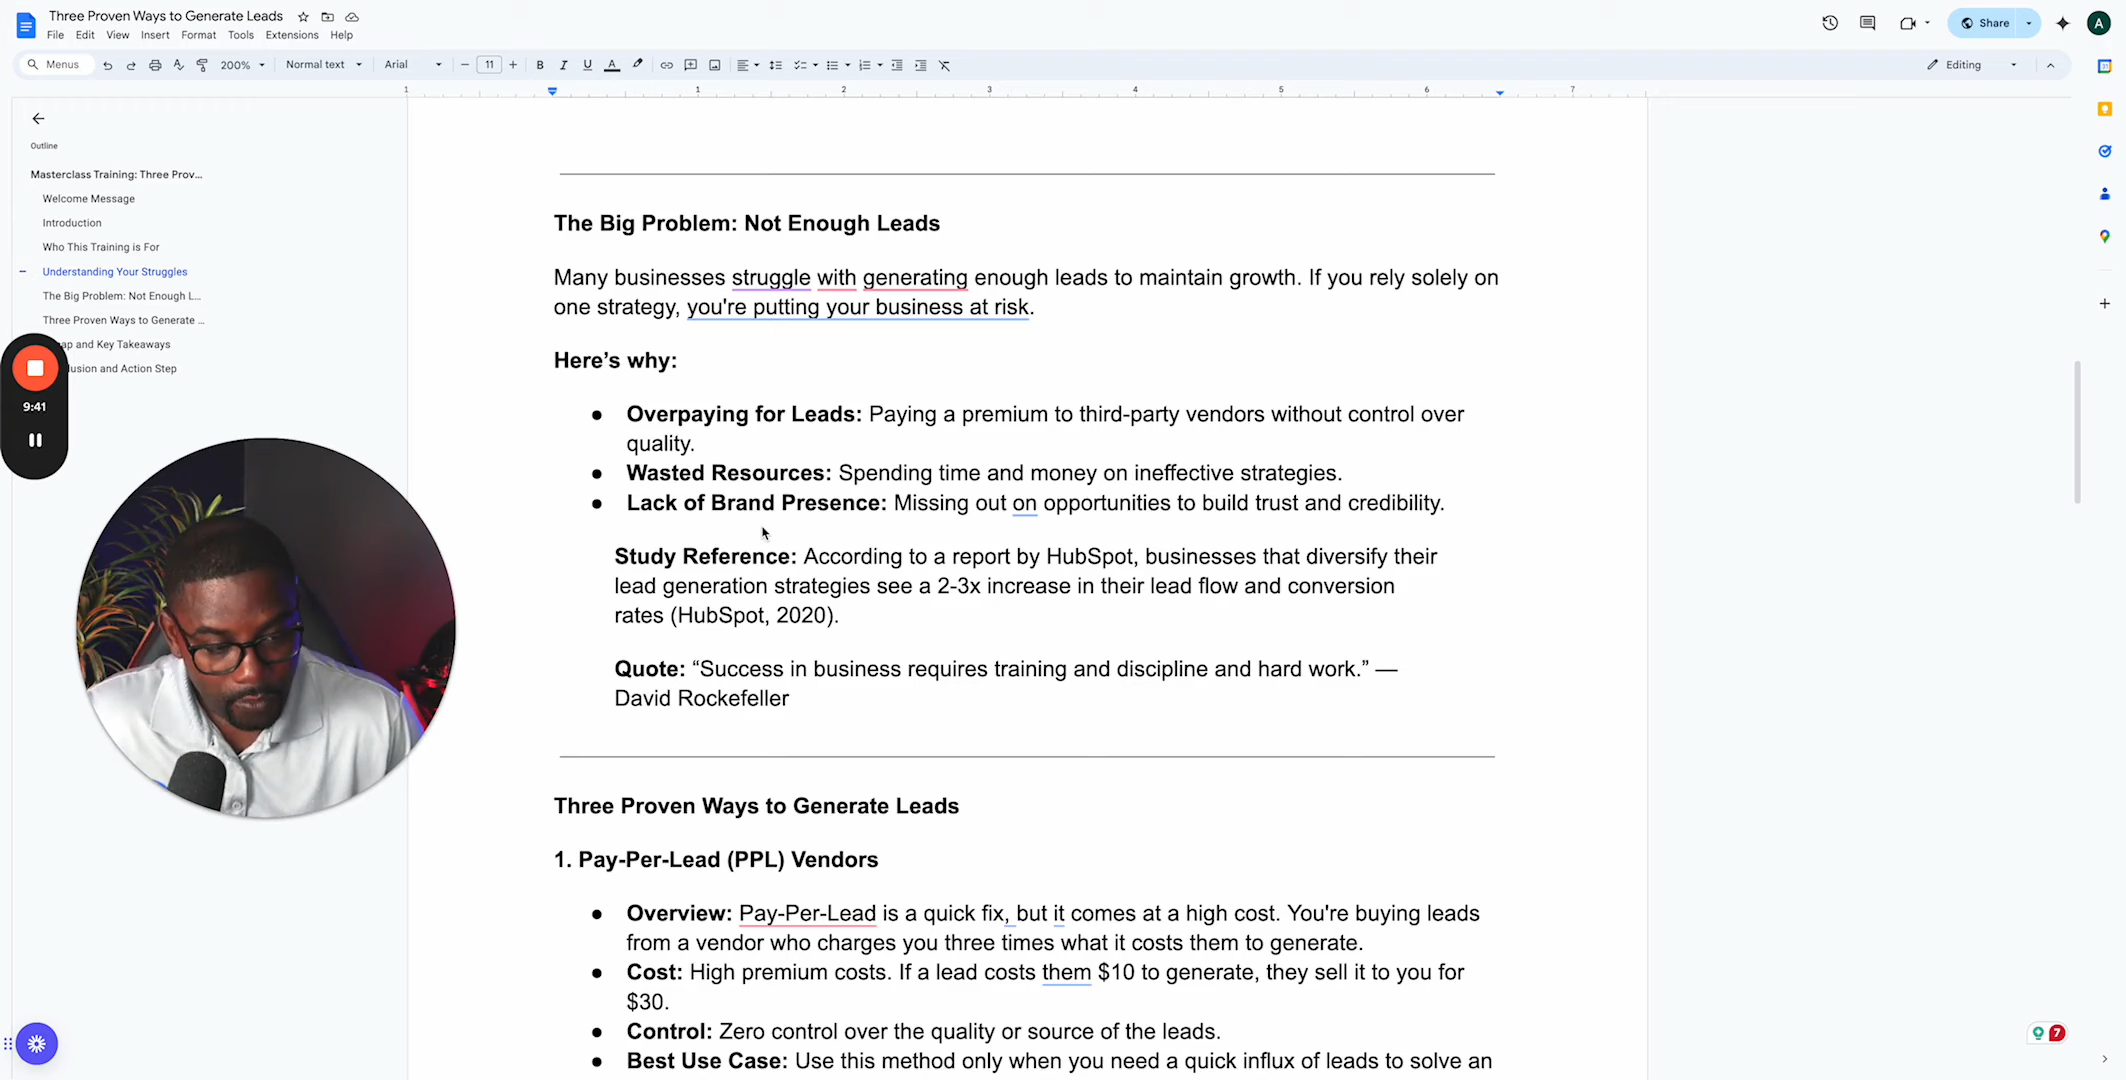 Three Proven Ways to Generate Leads
File Edit View Insert Format Tools Extensions Help
Share
A
Menus
200%
Normal text
Arial
11
B I U A
Editing
1 1 2 3 4 5 6 7
Outline
Masterclass Training: Three Prov...
Welcome Message
Introduction
Who This Training is For
Understanding Your Struggles
The Big Problem: Not Enough L...
Three Proven Ways to Generate ...
ap and Key Takeaways
lusion and Action Step
9:41
The Big Problem: Not Enough Leads
Many businesses struggle with generating enough leads to maintain growth. If you rely solely on
one strategy, you're putting your business at risk.
Here’s why:
● Overpaying for Leads: Paying a premium to third-party vendors without control over
quality.
● Wasted Resources: Spending time and money on ineffective strategies.
● Lack of Brand Presence: Missing out on opportunities to build trust and credibility.
Study Reference: According to a report by HubSpot, businesses that diversify their
lead generation strategies see a 2-3x increase in their lead flow and conversion
rates (HubSpot, 2020).
Quote: “Success in business requires training and discipline and hard work.” —
David Rockefeller
Three Proven Ways to Generate Leads
1. Pay-Per-Lead (PPL) Vendors
● Overview: Pay-Per-Lead is a quick fix, but it comes at a high cost. You're buying leads
from a vendor who charges you three times what it costs them to generate.
● Cost: High premium costs. If a lead costs them $10 to generate, they sell it to you for
$30.
● Control: Zero control over the quality or source of the leads.
● Best Use Case: Use this method only when you need a quick influx of leads to solve an
7